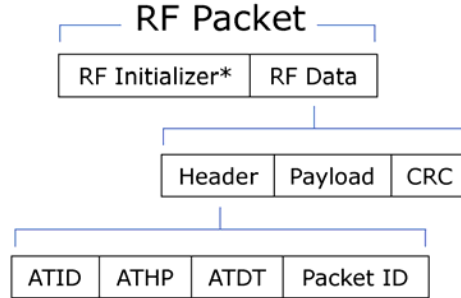 RF Packet
RF Initializer* RF Data
Header Payload CRC
ATID ATHP ATDT Packet ID